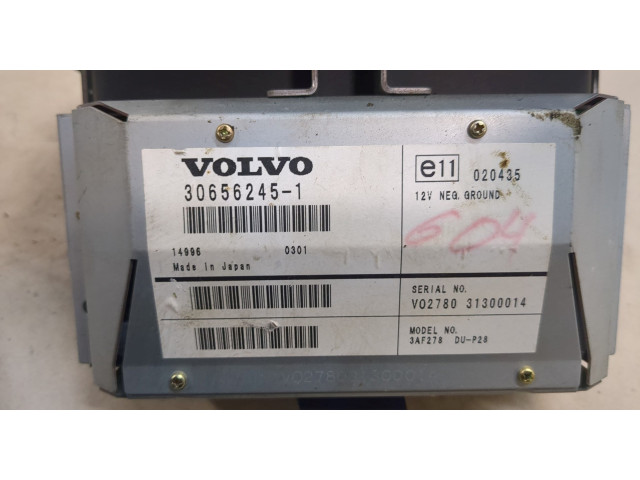 VOLVO
30656245-1
14996 0301
Made in Japan
e11 020435
12V NEG. GROUND
604
SERIAL NO.
VO2780 31300014
MODEL NO.
3AF278 DU-P28